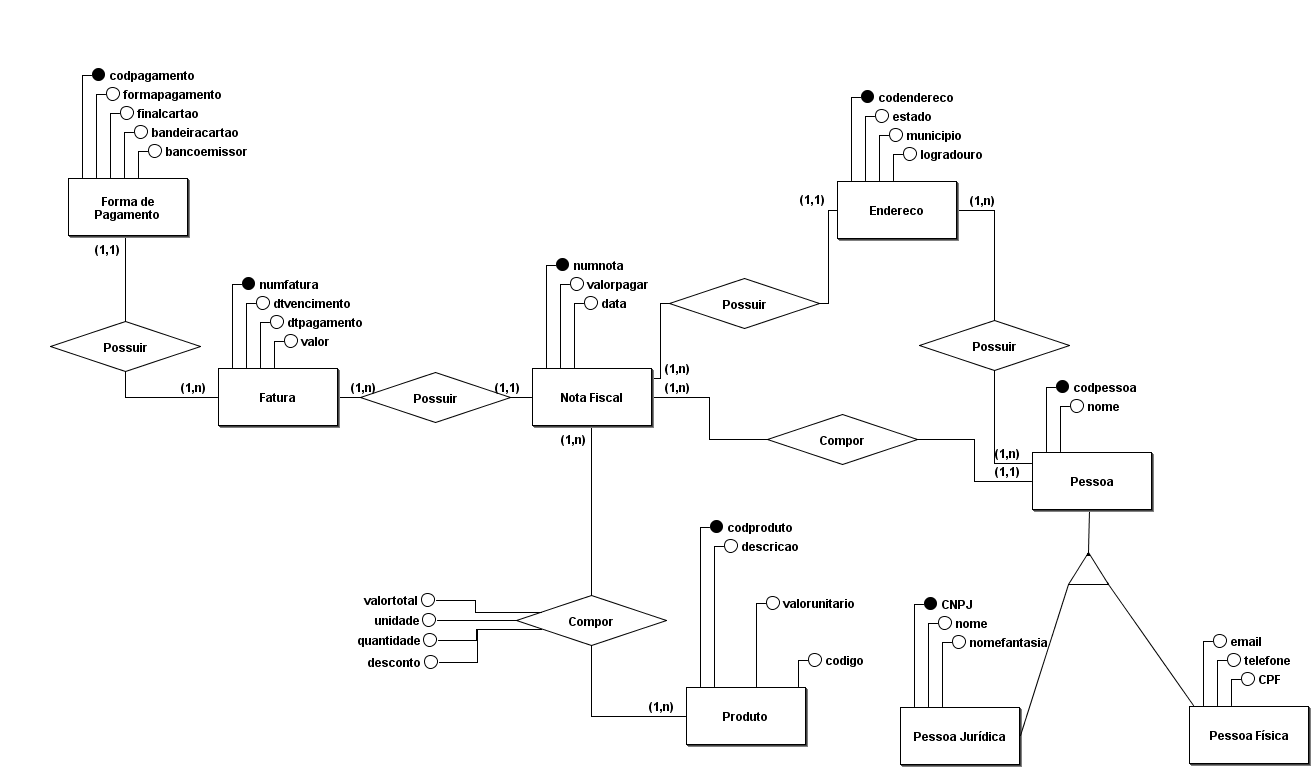 codpagamento
formapagamento
finalcartao
bandeiracartao
bancoemissor
Forma de
Pagamento
(1,1)
Possuir
(1,n)
numfatura
dtvencimento
dtpagamento
valor
Fatura
(1,n)
Possuir
(1,1)
numnota
valorpagar
data
Nota Fiscal
(1,n)
Possuir
(1,1)
codendereco
estado
municipio
logradouro
Endereco
(1,n)
Possuir
(1,n)
(1,n)
Compor
(1,1)
codpessoa
nome
Pessoa
(1,n)
valortotal
unidade
quantidade
desconto
Compor
(1,n)
codproduto
descricao
valorunitario
codigo
Produto
CNPJ
nome
nomefantasia
Pessoa Jurídica
email
telefone
CPF
Pessoa Física